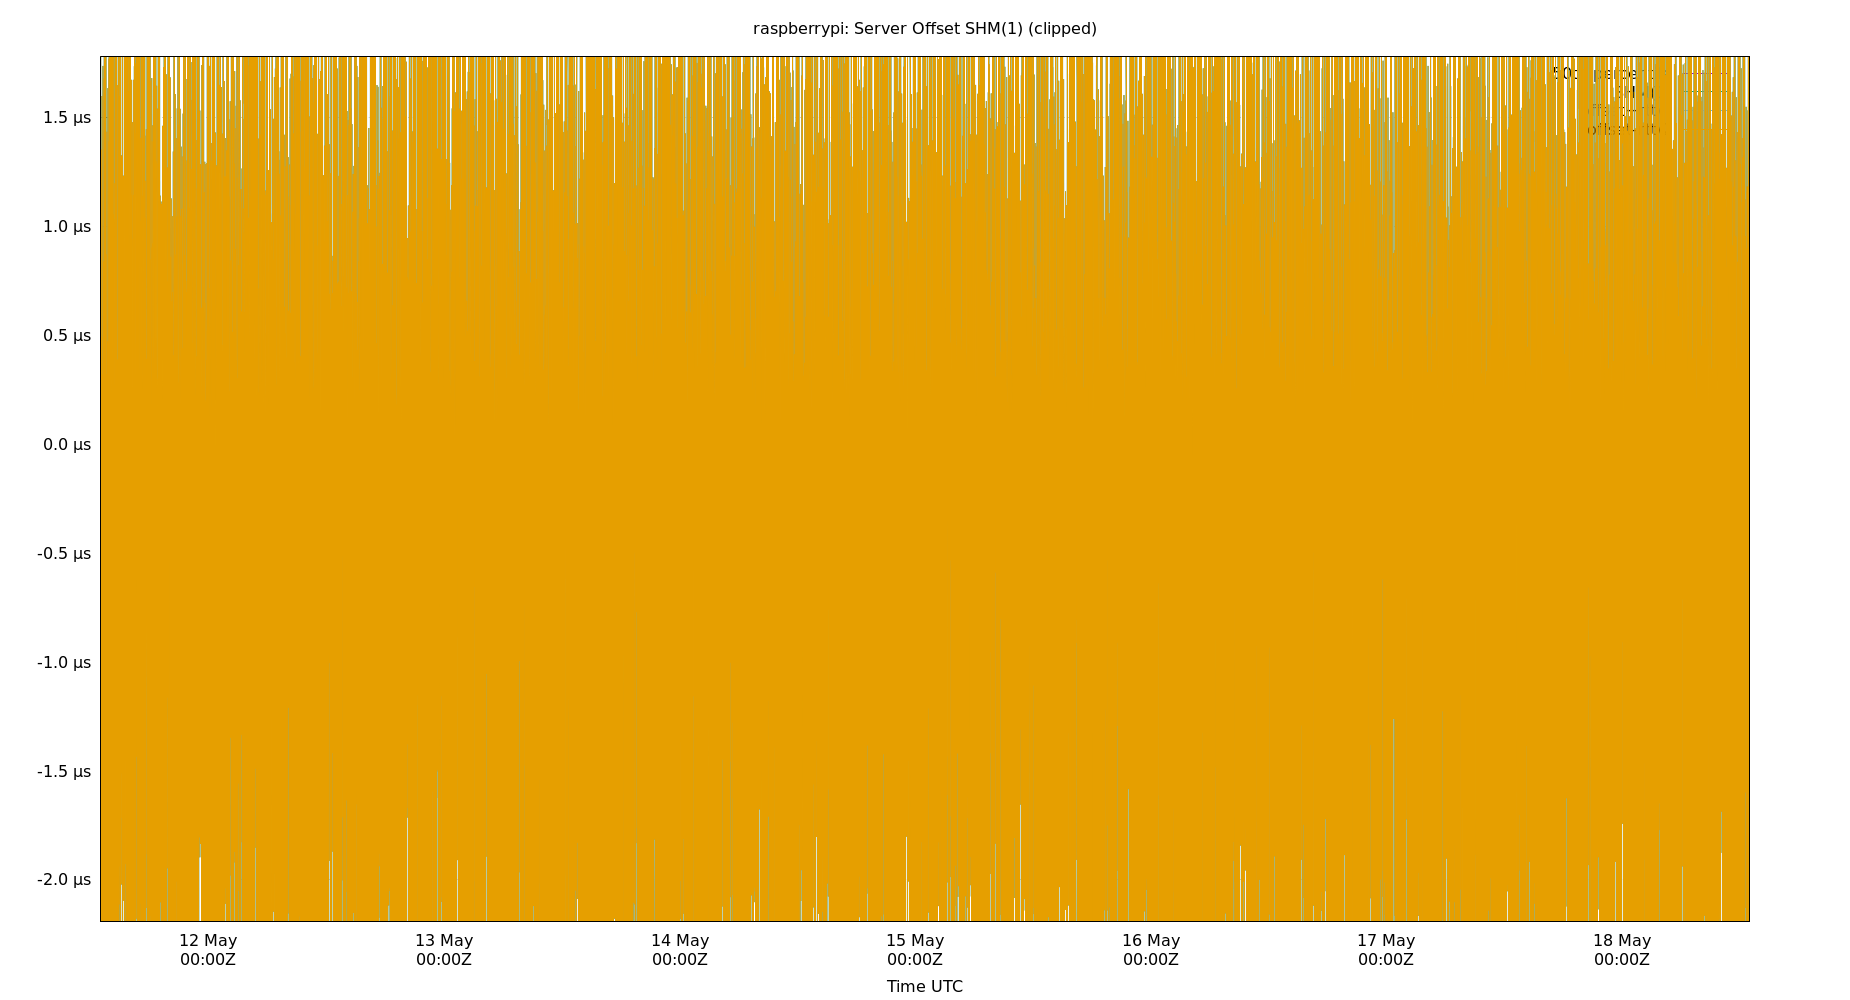 raspberrypi: Server Offset SHM(1) (clipped)
1.5 µs
1.0 µs
0.5 µs
0.0 µs
-0.5 µs
-1.0 µs
-1.5 µs
-2.0 µs
12 May 13 May 14 May 15 May 16 May 17 May 18 May
00:00Z 00:00Z 00:00Z 00:00Z 00:00Z 00:00Z 00:00Z
Time UTC